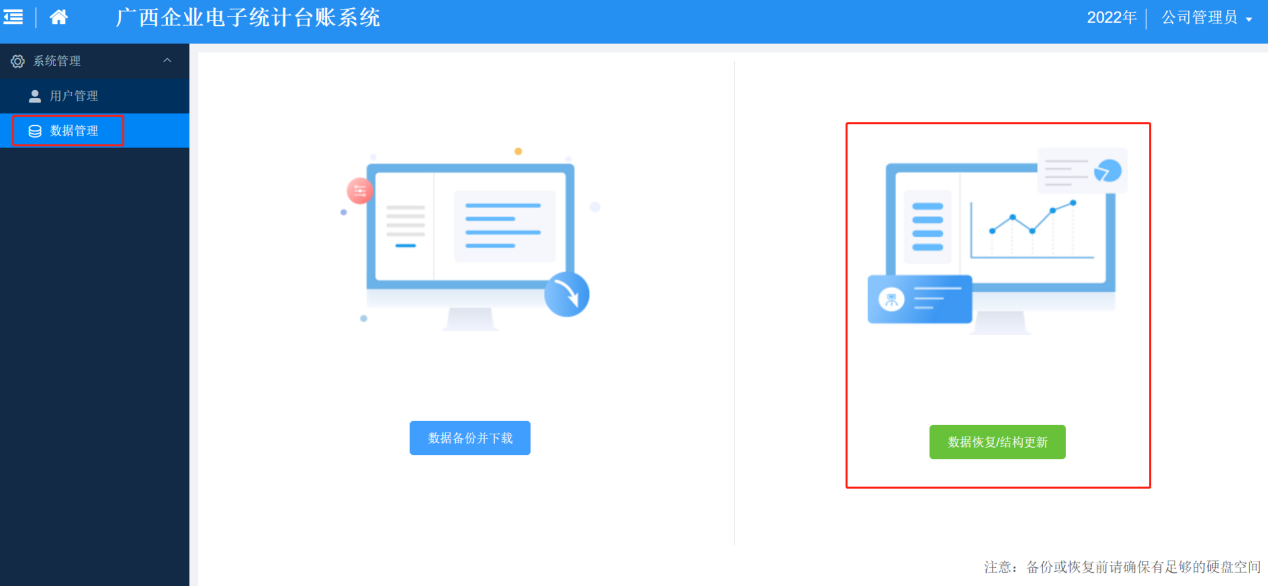 广西企业电子统计台账系统
2022年 公司管理员
系统管理
用户管理
数据管理
数据备份并下载
数据恢复/结构更新
注意：备份或恢复前请确保有足够的硬盘空间